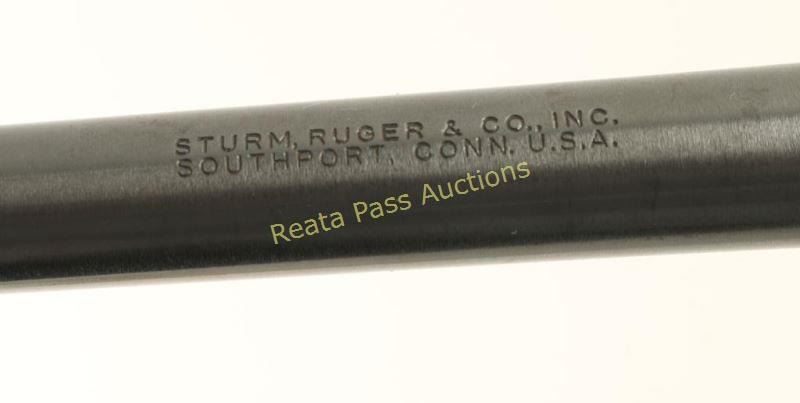 STURM, RUGER & CO., INC.
SOUTHPORT, CONN. U.S.A.
Reata Pass Auctions